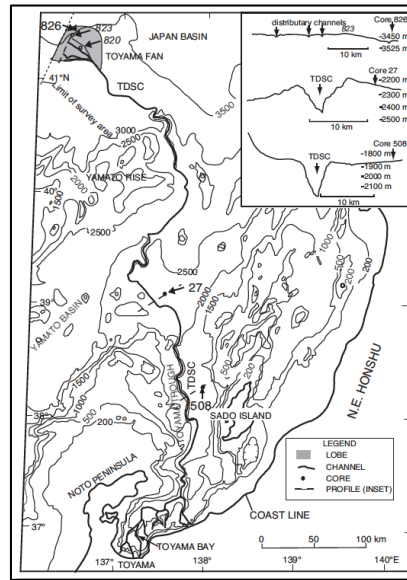 826
823
820
JAPAN BASIN
TOYAMA FAN
41°N
TDSC
Limit of survey area
3500
3000
2500
2000
1500
YAMATO RISE
40°
2500
distributary channels
823
Core 826
3450 m
3525 m
10 km
Core 27
TDSC
2200 m
2300 m
2400 m
2500 m
10 km
Core 508
TDSC
1800 m
1900 m
2000 m
2100 m
10 km
1000
500
200
200
2500
2000
1500
27
39°
YAMATO BASIN
1500
1000
500
200
TOYAMA TROUGH
TDSC
500
200
508
SADO ISLAND
38°
N.E. HONSHU
NOTO PENINSULA
LEGEND
LOBE
CHANNEL
CORE
PROFILE (INSET)
COAST LINE
37°
TOYAMA BAY
TOYAMA
0 50 100 km
137°
138°
139°
140°E